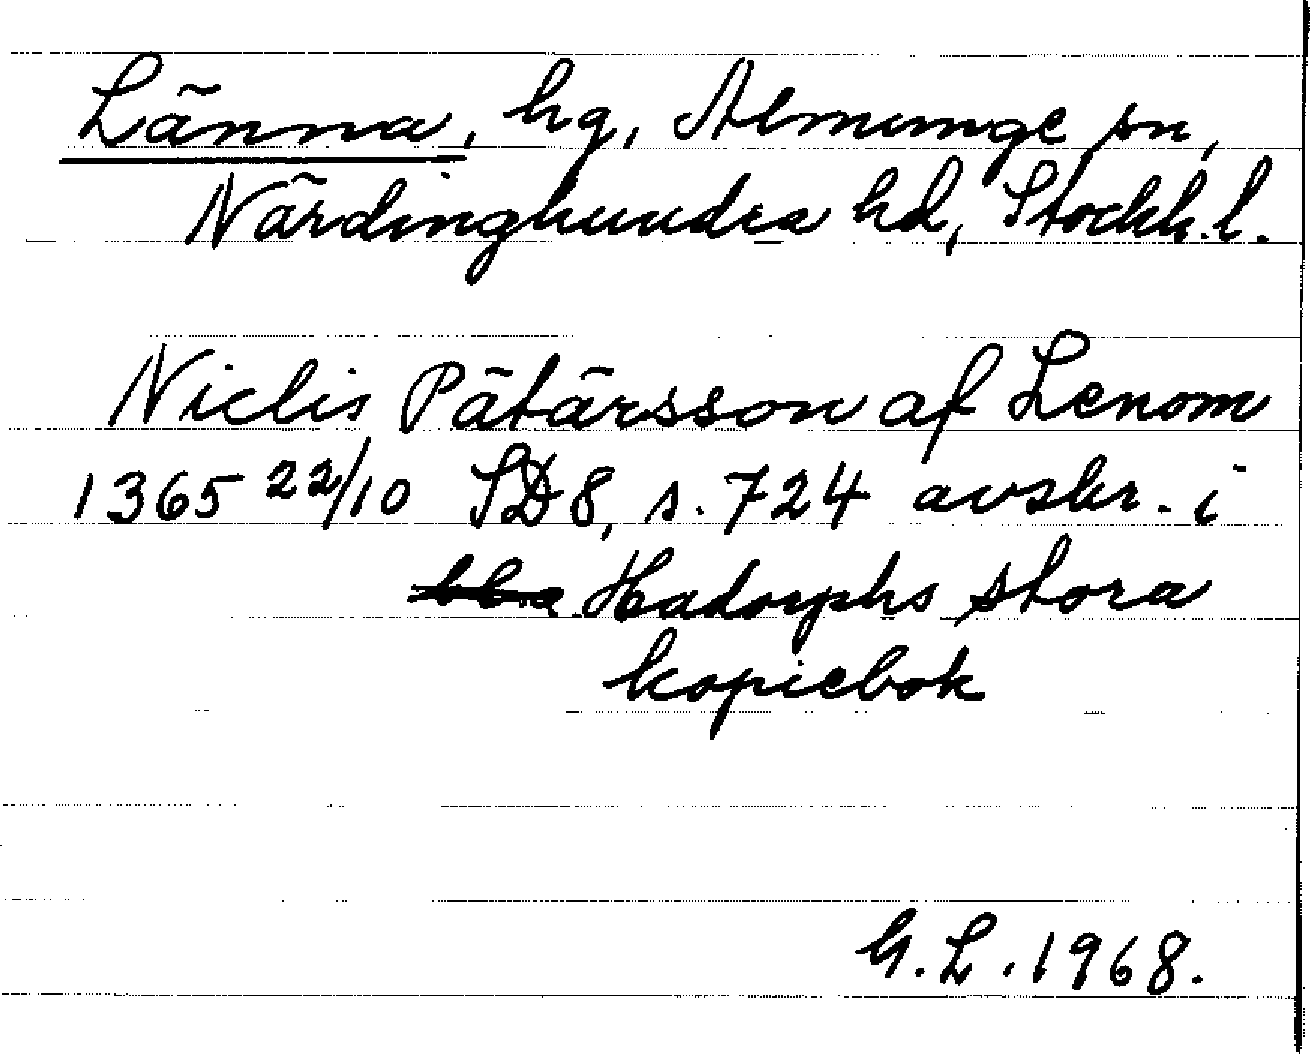 Länna, hg, Almunge sn,
Närdinghundra hd, Stockh. l.
Niclis Pätärsson af Lenom
1365 22/10 SD 8, s. 724 avskr. i
Hadorphs stora
kopiebok
G. L. 1968.